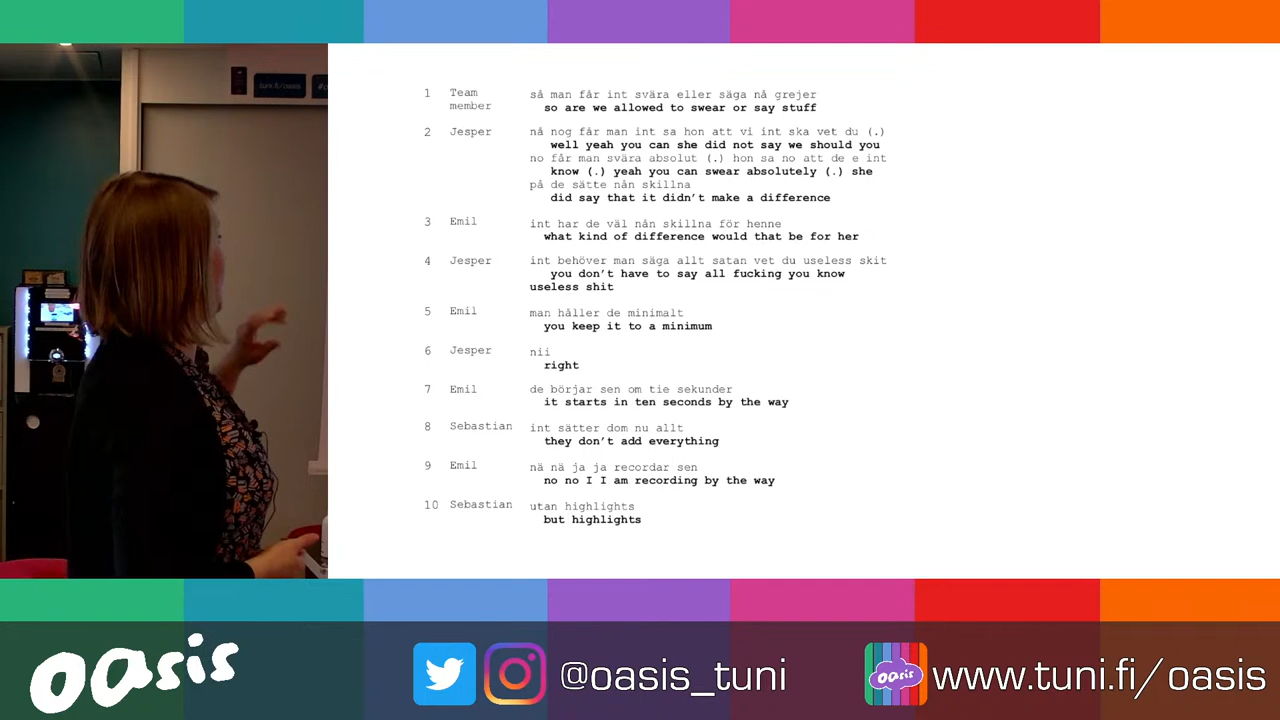 tuni.fi/oasis
1 Team member
så man får int svära eller säga nå grejer
so are we allowed to swear or say stuff
2 Jesper
nå nog får man int sa hon att vi int ska vet du (.)
well yeah you can she did not say we should you
no får man svära absolut (.) hon sa no att de e int
know (.) yeah you can swear absolutely (.) she
på de sätte nån skillna
did say that it didn't make a difference
3 Emil
int har de väl nån skillna för henne
what kind of difference would that be for her
4 Jesper
int behöver man säga allt satan vet du useless skit
you don't have to say all fucking you know
useless shit
5 Emil
man håller de minimalt
you keep it to a minimum
6 Jesper
nii
right
7 Emil
de börjar sen om tie sekunder
it starts in ten seconds by the way
8 Sebastian
int sätter dom nu allt
they don't add everything
9 Emil
nä nä ja ja recordar sen
no no I I am recording by the way
10 Sebastian
utan highlights
but highlights
oasis
@oasis_tuni
oasis
www.tuni.fi/oasis